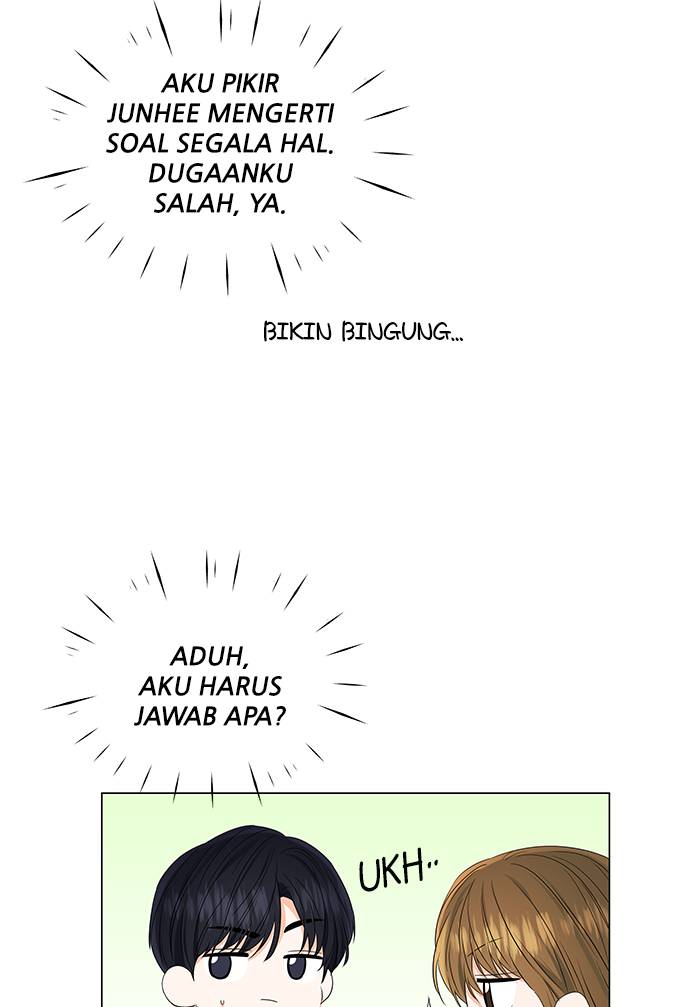 AKU PIKIR
JUNHEE MENGERTI
SOAL SEGALA HAL.
DUGAANKU
SALAH, YA.
BIKIN BINGUNG...
ADUH,
AKU HARUS
JAWAB APA?
UKH..